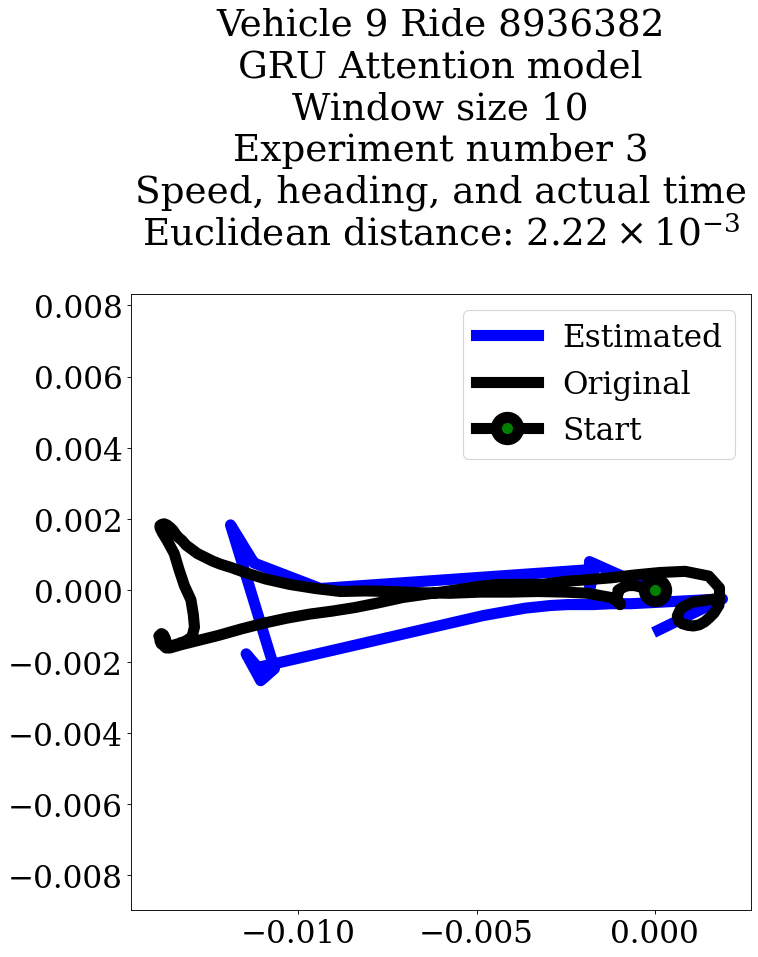 Vehicle 9 Ride 8936382
GRU Attention model
Window size 10
Experiment number 3
Speed, heading, and actual time
Euclidean distance: 2.22 × 10⁻³
0.008
0.006
0.004
0.002
0.000
−0.002
−0.004
−0.006
−0.008
Estimated
Original
Start
−0.010 −0.005 0.000